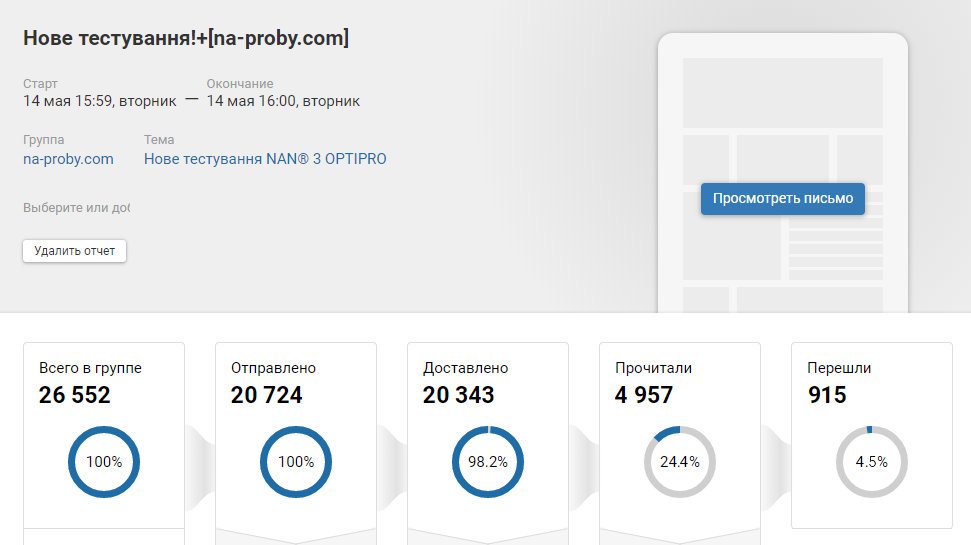 Нове тестування!+[na-proby.com]
Старт
Окончание
14 мая 15:59, вторник — 14 мая 16:00, вторник
Группа
Тема
na-proby.com
Нове тестування NAN® 3 OPTIPRO
Выберите или доб
Удалить отчет
Просмотреть письмо
Всего в группе
26 552
100%
Отправлено
20 724
100%
Доставлено
20 343
98.2%
Прочитали
4 957
24.4%
Перешли
915
4.5%